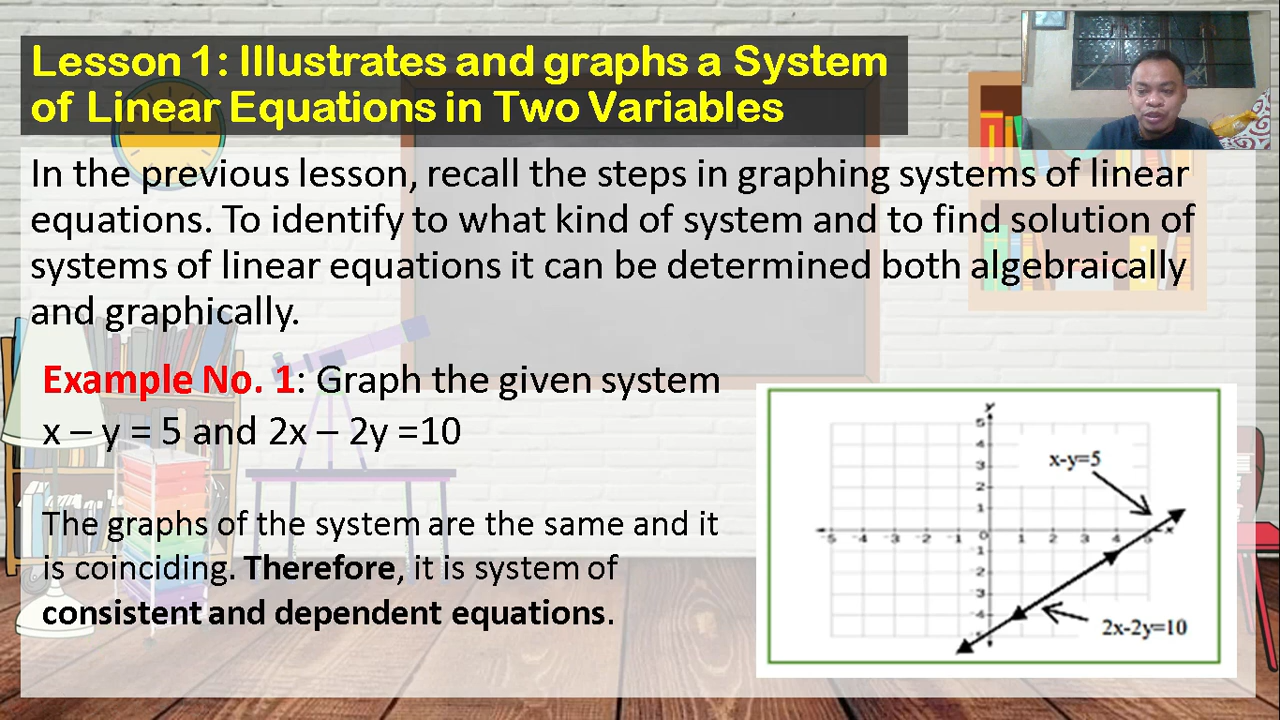 Lesson 1: Illustrates and graphs a System
of Linear Equations in Two Variables
In the previous lesson, recall the steps in graphing systems of linear
equations. To identify to what kind of system and to find solution of
systems of linear equations it can be determined both algebraically
and graphically.
Example No. 1: Graph the given system
x – y = 5 and 2x – 2y =10
The graphs of the system are the same and it
is coinciding. Therefore, it is system of
consistent and dependent equations.
y
5
4
3
x-y=5
2
1
-5 -4 -3 -2 -1 0 1 2 3 4 5 x
-1
-2
-3
-4
2x-2y=10